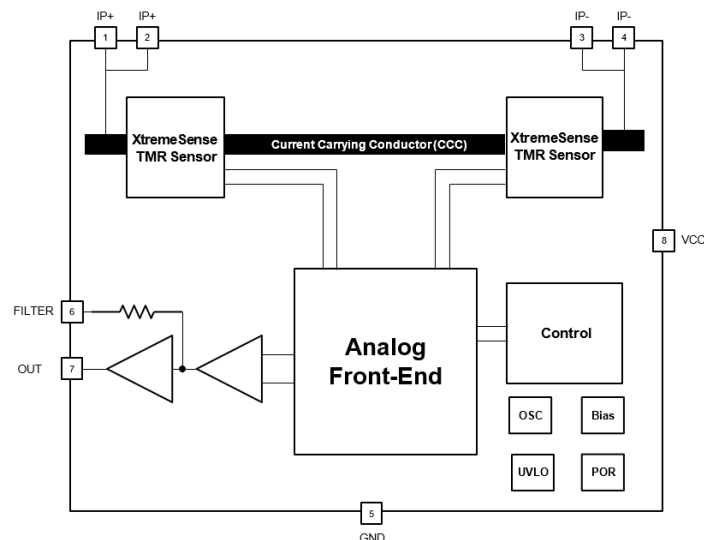 IP+ IP+ IP- IP-
1 2 3 4
XtremeSense
TMR Sensor
Current Carrying Conductor (CCC)
XtremeSense
TMR Sensor
8 VCC
FILTER 6
OUT 7
Analog
Front-End
Control
OSC Bias
UVLO POR
5
GND